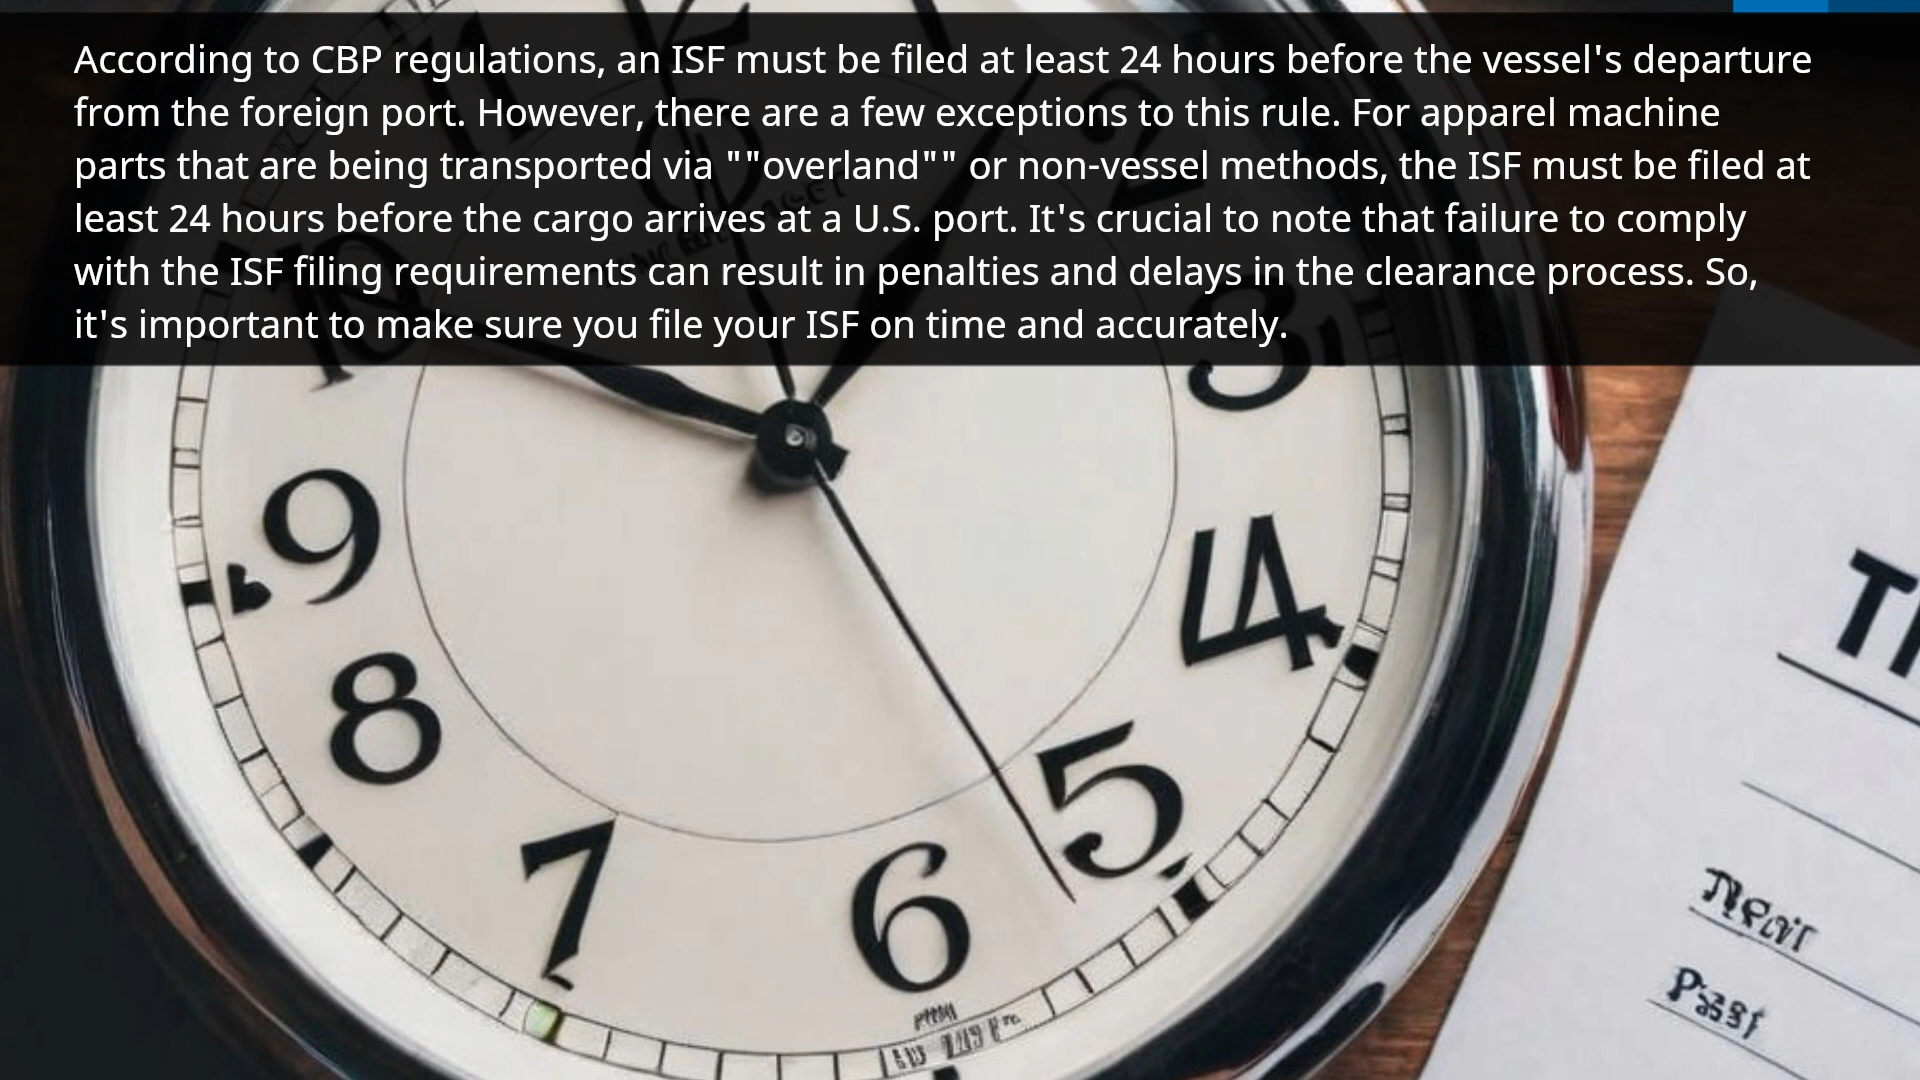 According to CBP regulations, an ISF must be filed at least 24 hours before the vessel's departure
from the foreign port. However, there are a few exceptions to this rule. For apparel machine
parts that are being transported via ""overland"" or non-vessel methods, the ISF must be filed at
least 24 hours before the cargo arrives at a U.S. port. It's crucial to note that failure to comply
with the ISF filing requirements can result in penalties and delays in the clearance process. So,
it's important to make sure you file your ISF on time and accurately.
2
10
3
9
4
8
5
7
6